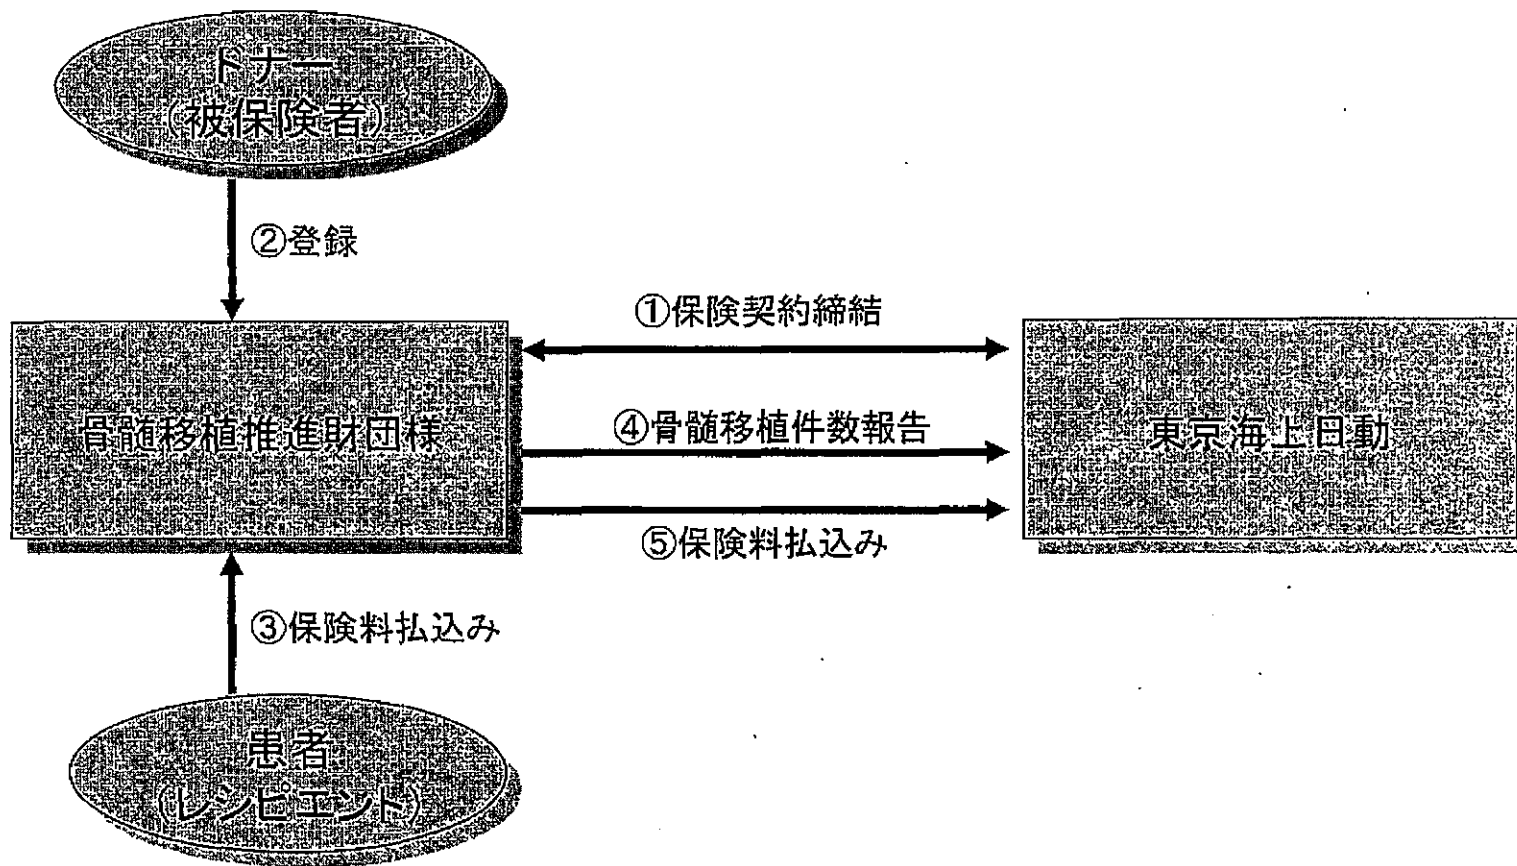 ドナー
(被保険者)
②登録
①保険契約締結
骨髄移植推進財団様
④骨髄移植件数報告
東京海上日動
⑤保険料払込み
③保険料払込み
患者
(レシピエント)